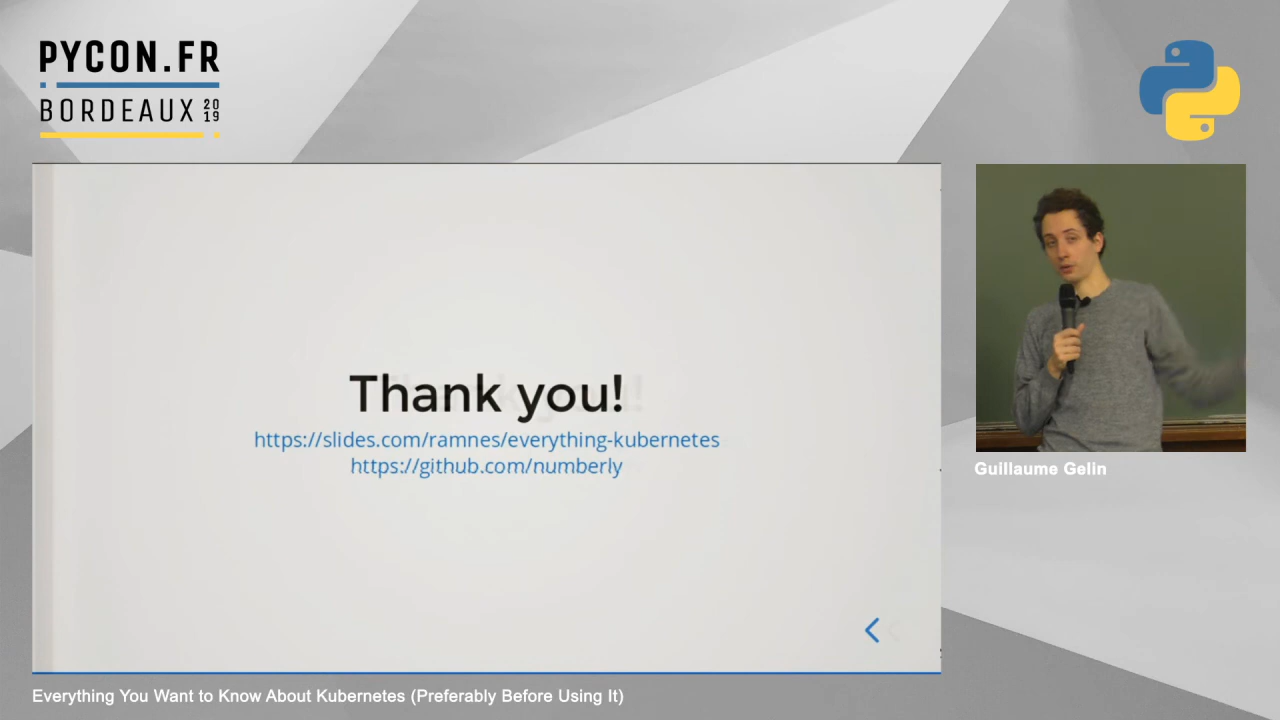 PYCON.FR
BORDEAUX 2019
Thank you!
https://slides.com/ramnes/everything-kubernetes
https://github.com/numberly
Guillaume Gelin
Everything You Want to Know About Kubernetes (Preferably Before Using It)